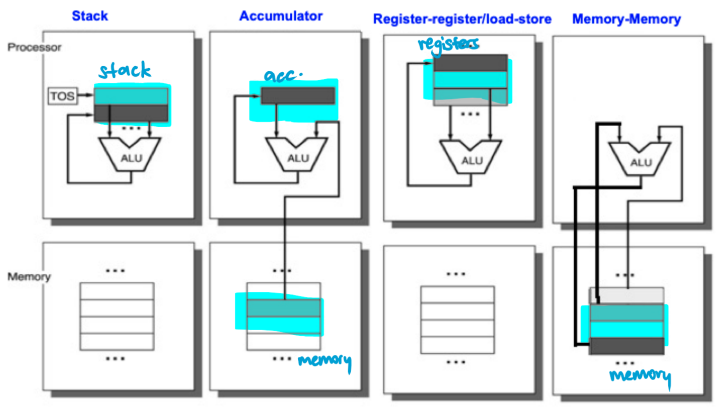 Stack
Accumulator
Register-register/load-store
Memory-Memory
Processor
stack
acc.
registers
TOS
...
...
ALU
ALU
ALU
ALU
Memory
...
...
...
...
...
...
...
...
memory
memory